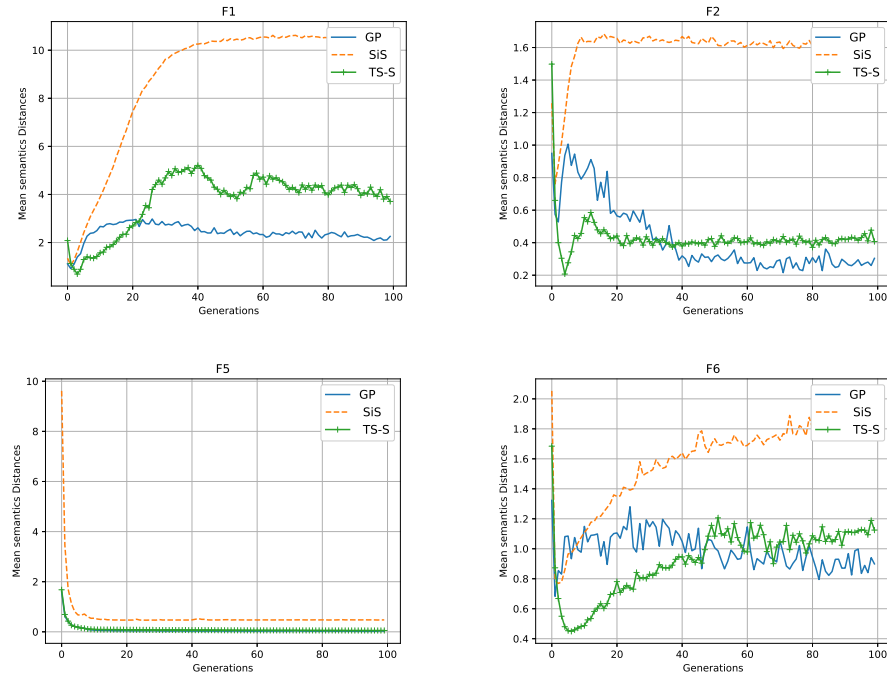 F1
Mean semantics Distances
10
8
6
4
2
GP
SiS
TS-S
0 20 40 60 80 100
Generations
F2
Mean semantics Distances
1.6
1.4
1.2
1.0
0.8
0.6
0.4
0.2
GP
SiS
TS-S
0 20 40 60 80 100
Generations
F5
Mean semantics Distances
10
8
6
4
2
0
GP
SiS
TS-S
0 20 40 60 80 100
Generations
F6
Mean semantics Distances
2.0
1.8
1.6
1.4
1.2
1.0
0.8
0.6
0.4
GP
SiS
TS-S
0 20 40 60 80 100
Generations